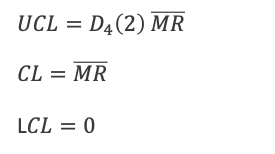 UCL = D₄(2) M̅R̅
CL = M̅R̅
LCL = 0